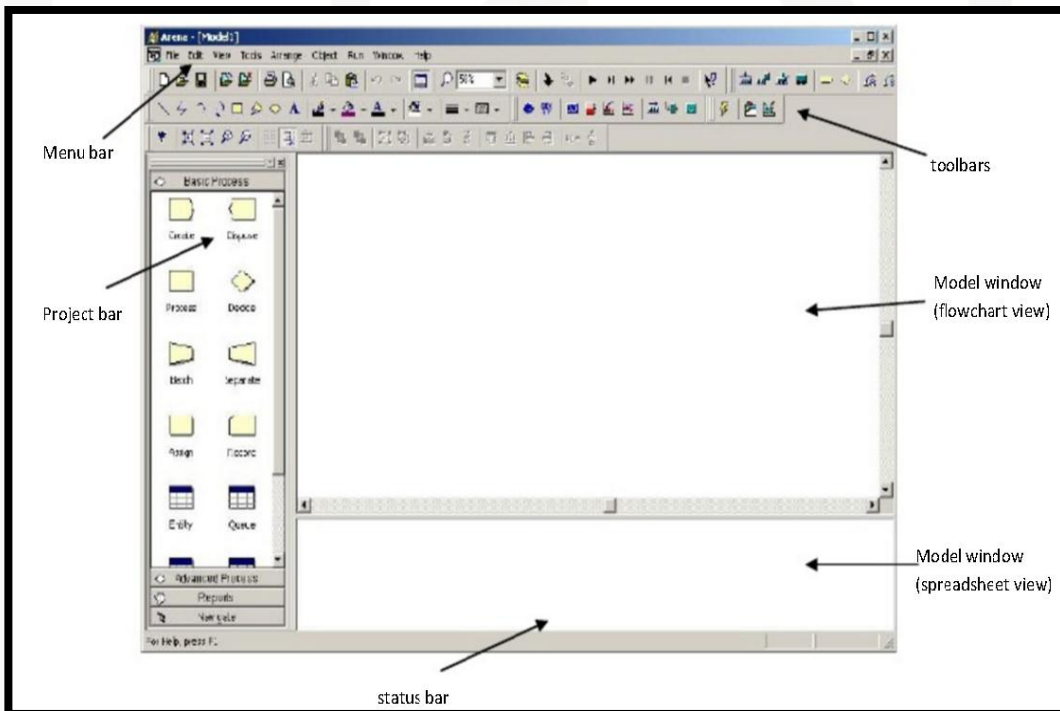 Arena - [Model1]
File Edit View Tools Arrange Object Run Window Help
50%
A
Menu bar
toolbars
Basic Process
Create Dispose
Process Decide
Batch Separate
Assign Record
Entity Queue
Project bar
Model window
(flowchart view)
Advanced Process
Reports
Navigate
Model window
(spreadsheet view)
For Help, press F1
status bar